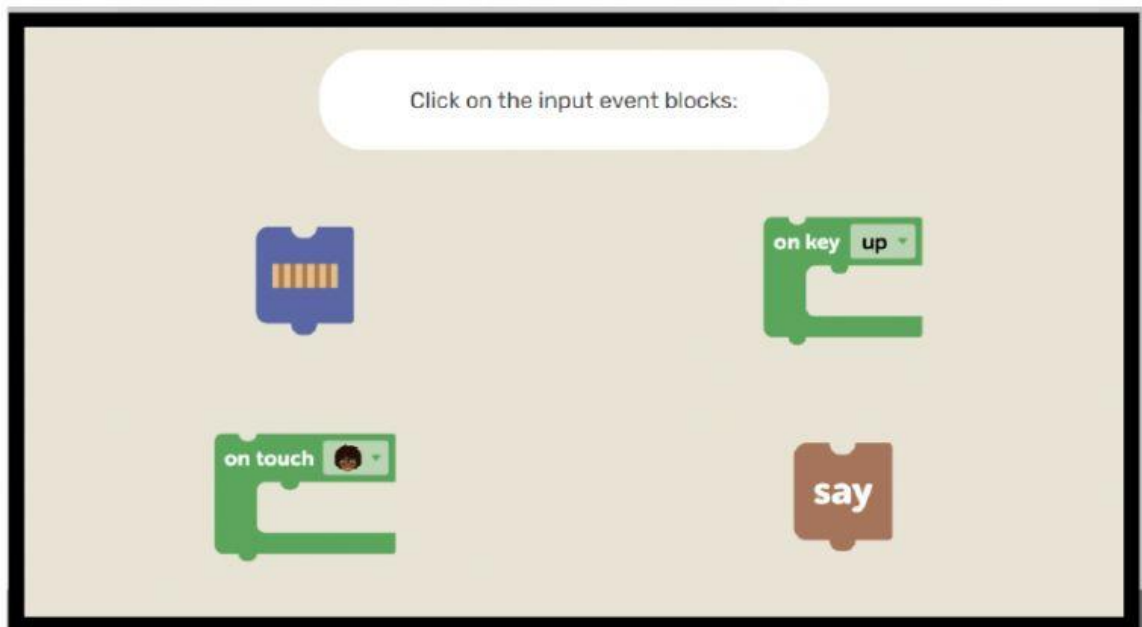 Click on the input event blocks:
on key up
on touch
say